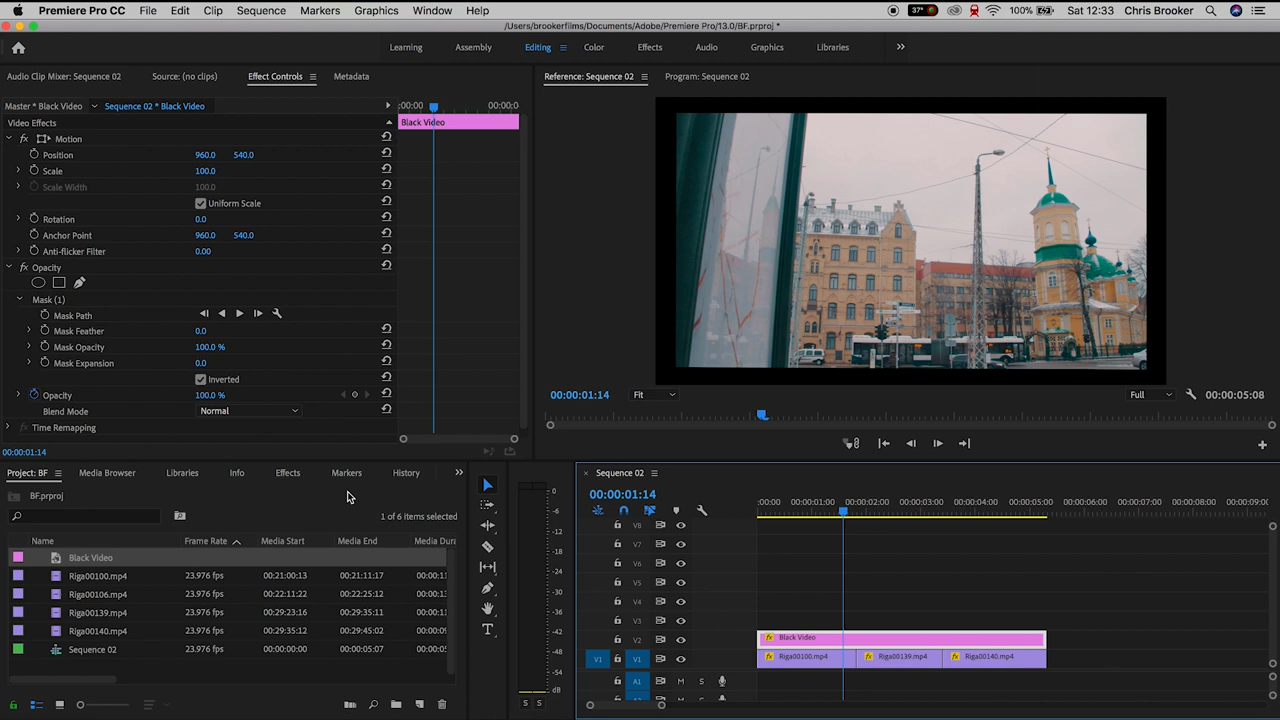 Premiere Pro CC File Edit Clip Sequence Markers Graphics Window Help 37° 100% Sat 12:33 Chris Brooker
/Users/brookerfilms/Documents/Adobe/Premiere Pro/13.0/BF.prproj *
Learning Assembly Editing Color Effects Audio Graphics Libraries
Audio Clip Mixer: Sequence 02 Source: (no clips) Effect Controls Metadata
Reference: Sequence 02 Program: Sequence 02
Master * Black Video Sequence 02 * Black Video :00:00 00:00:0
Video Effects Black Video
fx Motion
Position 960.0 540.0
Scale 100.0
Scale Width 100.0
Uniform Scale
Rotation 0.0
Anchor Point 960.0 540.0
Anti-flicker Filter 0.00
fx Opacity
Mask (1)
Mask Path
Mask Feather 0.0
Mask Opacity 100.0 %
Mask Expansion 0.0
Inverted
Opacity 100.0 %
Blend Mode Normal
fx Time Remapping
00:00:01:14
00:00:01:14 Fit Full 00:00:05:08
Project: BF Media Browser Libraries Info Effects Markers History
BF.prproj
1 of 6 items selected
Name Frame Rate Media Start Media End Media Dura
Black Video
Riga00100.mp4 23.976 fps 00:21:00:13 00:21:11:17 00:00:11
Riga00106.mp4 23.976 fps 00:22:11:22 00:22:25:12 00:00:13
Riga00139.mp4 23.976 fps 00:29:23:16 00:29:35:11 00:00:11
Riga00140.mp4 23.976 fps 00:29:35:12 00:29:45:02 00:00:09
Sequence 02 23.976 fps 00:00:00:00 00:00:05:07 00:00:05
T
0
-6
-12
-18
-24
-30
-36
-42
-48
-54
dB
S S
Sequence 02
00:00:01:14
:00:00 00:00:01:00 00:00:02:00 00:00:03:00 00:00:04:00 00:00:05:00 00:00:06:00 00:00:07:00 00:00:08:00 00:00:09:00
V8
V7
V6
V5
V4
V3
V2 fx Black Video
V1 V1 fx Riga00100.mp4 fx Riga00139.mp4 fx Riga00140.mp4
A1 M S